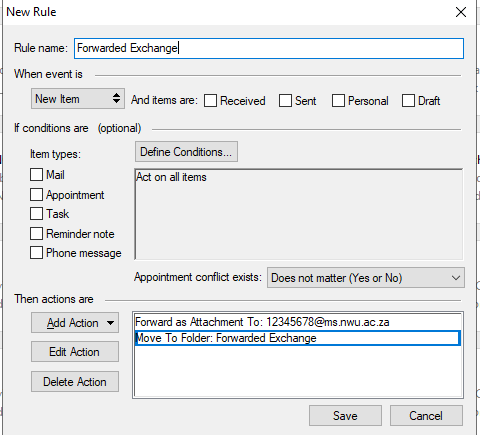 New Rule
Rule name: Forwarded Exchange
When event is
New Item And items are: Received Sent Personal Draft
If conditions are (optional)
Item types: Define Conditions...
Mail Act on all items
Appointment
Task
Reminder note
Phone message
Appointment conflict exists: Does not matter (Yes or No)
Then actions are
Add Action Forward as Attachment To: 12345678@ms.nwu.ac.za
Move To Folder: Forwarded Exchange
Edit Action
Delete Action
Save Cancel